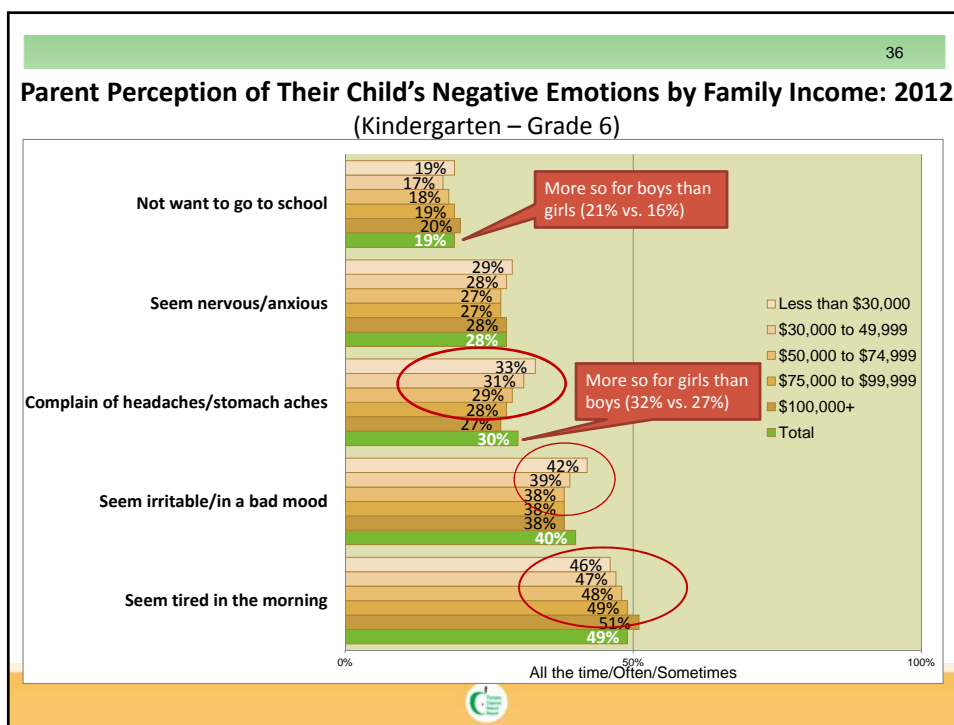 36
Parent Perception of Their Child’s Negative Emotions by Family Income: 2012
(Kindergarten – Grade 6)
Not want to go to school
19%
17%
18%
19%
20%
19%
More so for boys than
girls (21% vs. 16%)
Seem nervous/anxious
29%
28%
27%
27%
28%
28%
Complain of headaches/stomach aches
33%
31%
29%
28%
27%
30%
More so for girls than
boys (32% vs. 27%)
Seem irritable/in a bad mood
42%
39%
38%
38%
38%
40%
Seem tired in the morning
46%
47%
48%
49%
51%
49%
Less than $30,000
$30,000 to 49,999
$50,000 to $74,999
$75,000 to $99,999
$100,000+
Total
0%
50%
100%
All the time/Often/Sometimes